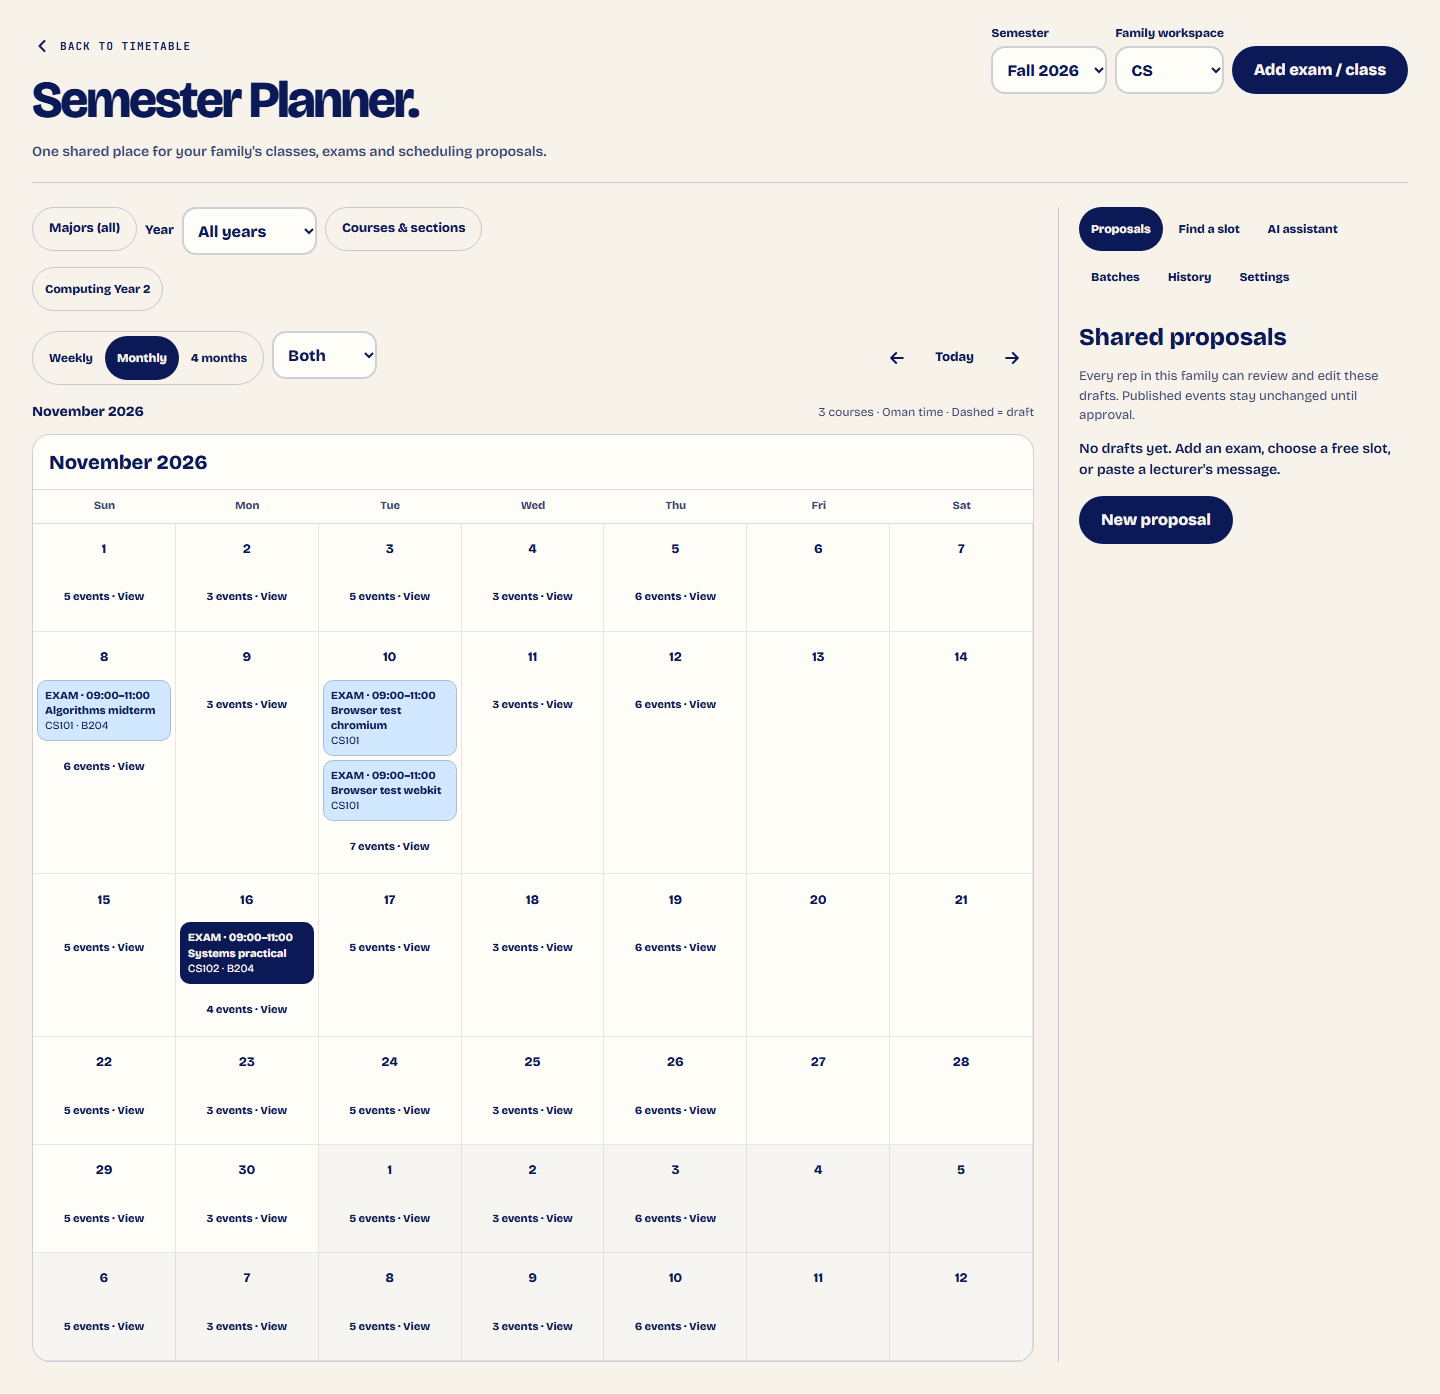 BACK TO TIMETABLE
Semester Planner.
One shared place for your family's classes, exams and scheduling proposals.
Semester
Fall 2026
Family workspace
CS
Add exam / class
Majors (all)
Year
All years
Courses & sections
Computing Year 2
Weekly
Monthly
4 months
Both
Today
November 2026
3 courses · Oman time · Dashed = draft
November 2026
Sun Mon Tue Wed Thu Fri Sat
1 2 3 4 5 6 7
5 events · View
3 events · View
5 events · View
3 events · View
6 events · View
8 9 10 11 12 13 14
EXAM · 09:00–11:00
Algorithms midterm
CS101 · B204
6 events · View
3 events · View
EXAM · 09:00–11:00
Browser test
chromium
CS101
EXAM · 09:00–11:00
Browser test webkit
CS101
7 events · View
3 events · View
6 events · View
15 16 17 18 19 20 21
5 events · View
EXAM · 09:00–11:00
Systems practical
CS102 · B204
4 events · View
5 events · View
3 events · View
6 events · View
22 23 24 25 26 27 28
5 events · View
3 events · View
5 events · View
3 events · View
6 events · View
29 30 1 2 3 4 5
5 events · View
3 events · View
5 events · View
3 events · View
6 events · View
6 7 8 9 10 11 12
5 events · View
3 events · View
5 events · View
3 events · View
6 events · View
Proposals
Find a slot
AI assistant
Batches
History
Settings
Shared proposals
Every rep in this family can review and edit these
drafts. Published events stay unchanged until
approval.
No drafts yet. Add an exam, choose a free slot,
or paste a lecturer's message.
New proposal